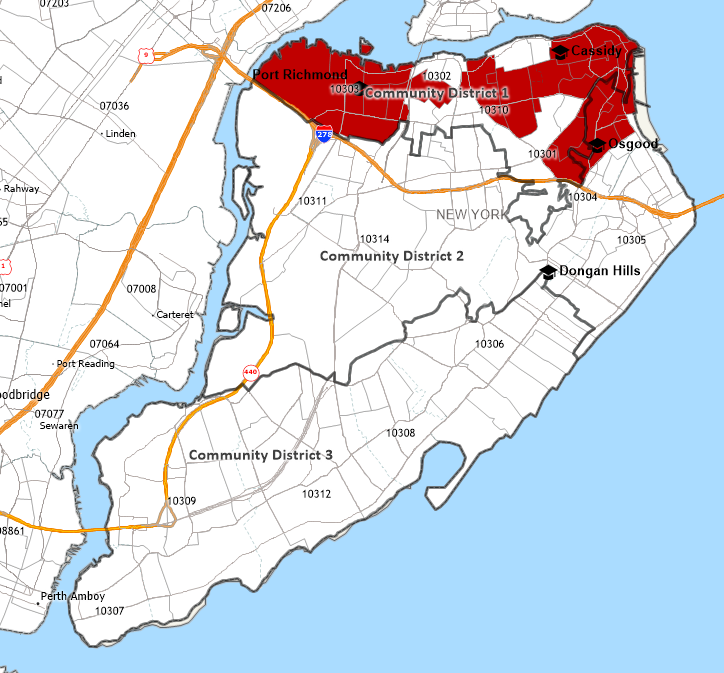 07203
07206
9
Cassidy
Port Richmond
10302
10303
Community District 1
07036
10310
Linden
278
Osgood
10301
Rahway
10311
10304
NEW YORK
10314
10305
Community District 2
1
Dongan Hills
07001
07008
Carteret
07064
10306
Port Reading
440
odbridge
07077
Sewaren
10308
Community District 3
10312
10309
08861
Perth Amboy
10307